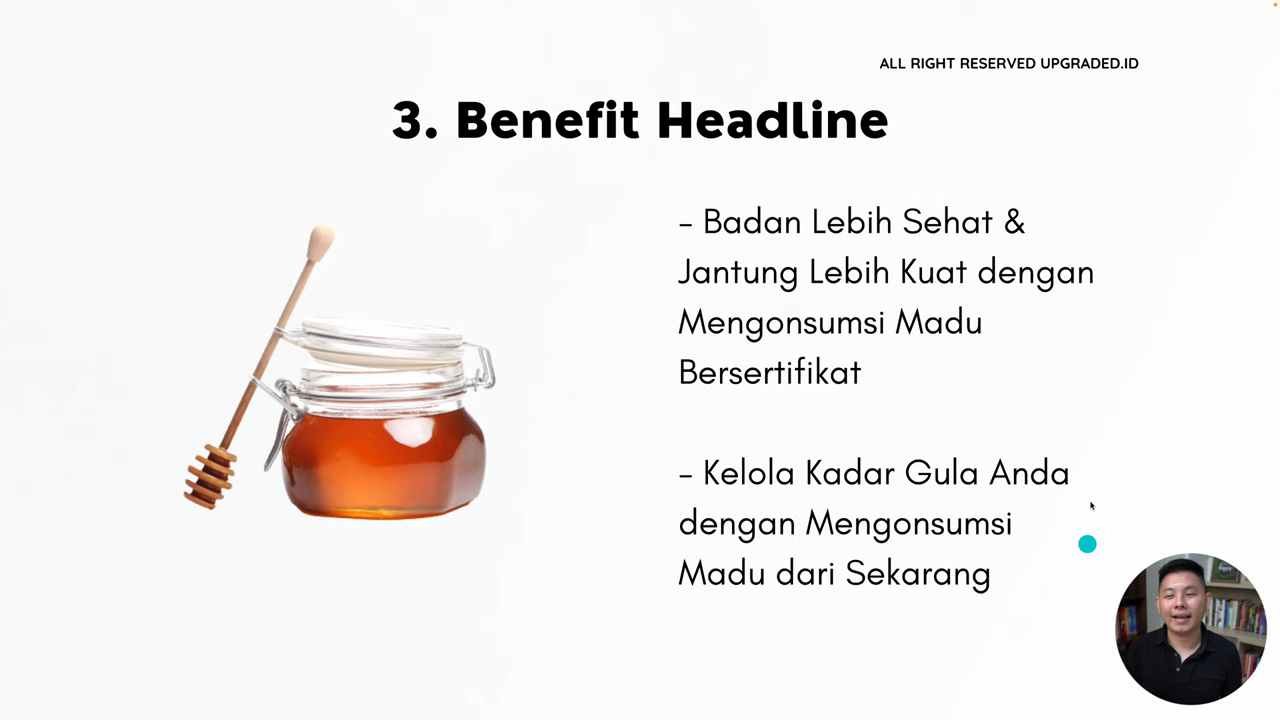 ALL RIGHT RESERVED UPGRADED.ID
3. Benefit Headline
- Badan Lebih Sehat &
Jantung Lebih Kuat dengan
Mengonsumsi Madu
Bersertifikat
- Kelola Kadar Gula Anda
dengan Mengonsumsi
Madu dari Sekarang